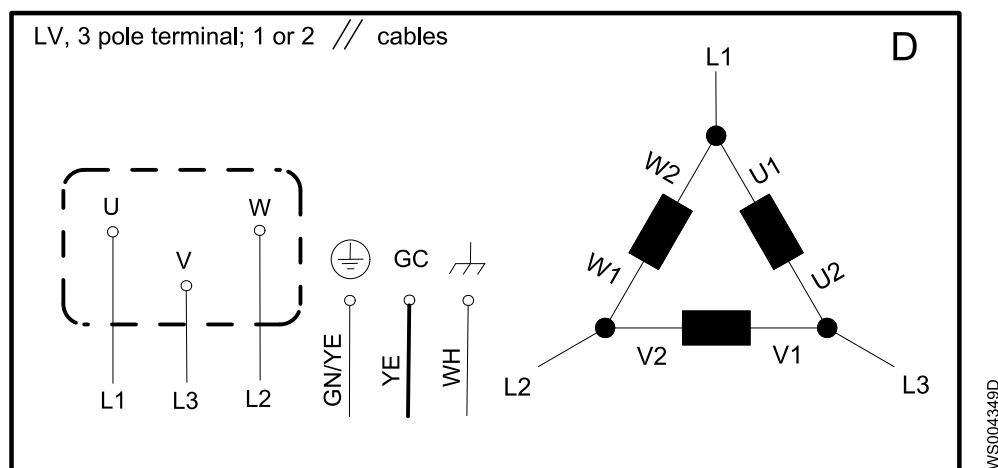 LV, 3 pole terminal; 1 or 2 // cables
D
L1
W2
U1
U
W
V
GC
W1
U2
GN/YE
YE
WH
V2
V1
L1
L3
L2
L2
L3
WS004349D